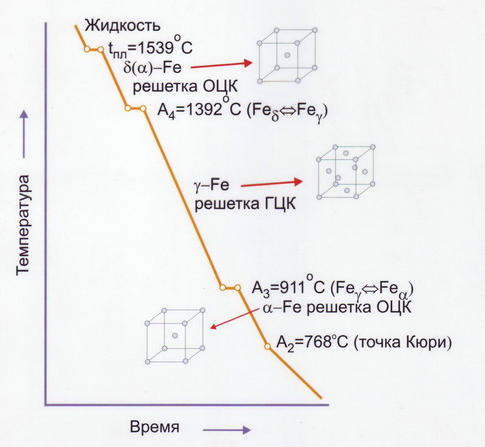 Жидкость
tпл=1539°C
δ(α)−Fe
решетка ОЦК
A4=1392°C (Feδ⇔Feγ)
γ−Fe
решетка ГЦК
A3=911°C (Feγ⇔Feα)
α−Fe решетка ОЦК
A2=768°C (точка Кюри)
Температура
Время